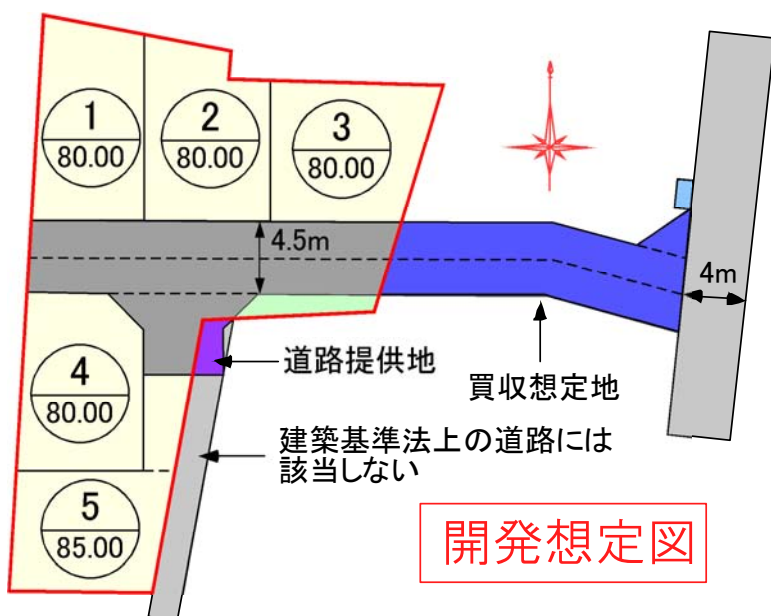 1
80.00
2
80.00
3
80.00
4.5m
4m
道路提供地
買収想定地
4
80.00
建築基準法上の道路には
該当しない
5
85.00
開発想定図